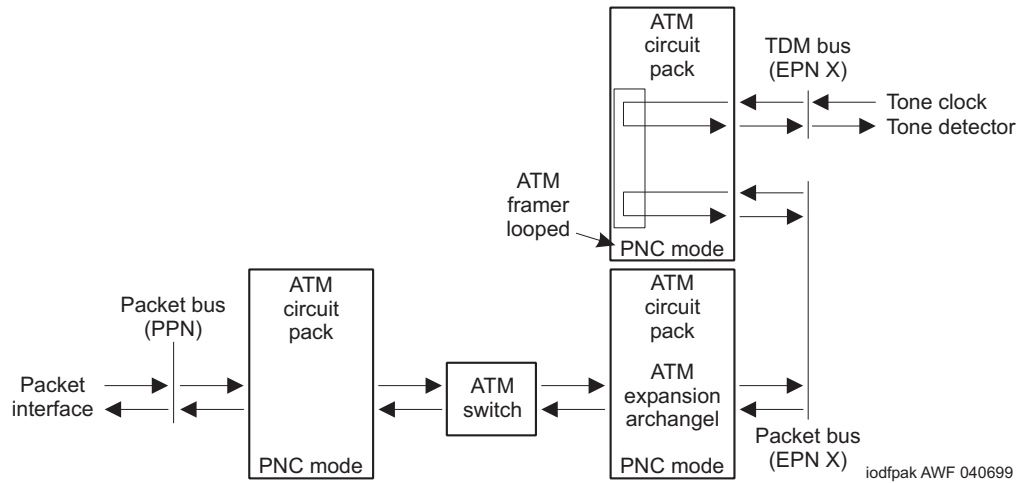 ATM
circuit
pack
TDM bus
(EPN X)
Tone clock
Tone detector
ATM
framer
looped
PNC mode
Packet bus
(PPN)
ATM
circuit
pack
ATM
circuit
pack
Packet
interface
ATM
switch
ATM
expansion
archangel
PNC mode
PNC mode
Packet bus
(EPN X)
iodfpak AWF 040699